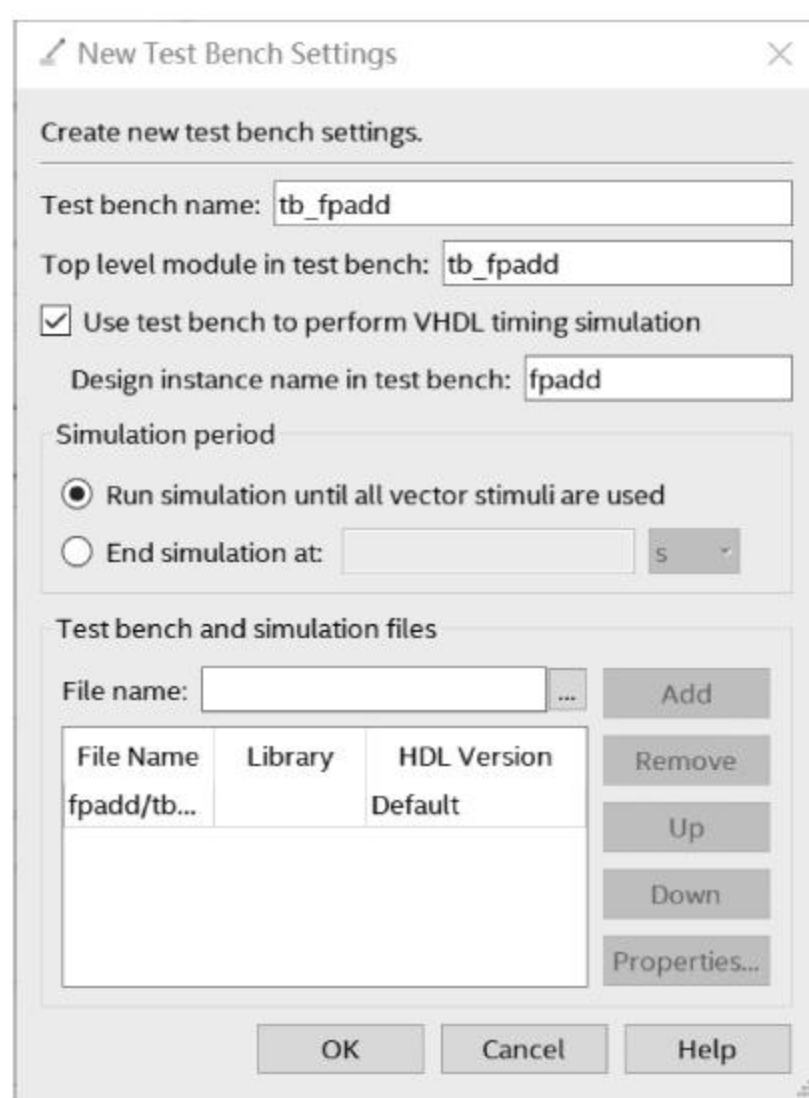 New Test Bench Settings
Create new test bench settings.
Test bench name: tb_fpadd
Top level module in test bench: tb_fpadd
Use test bench to perform VHDL timing simulation
Design instance name in test bench: fpadd
Simulation period
Run simulation until all vector stimuli are used
End simulation at: s
Test bench and simulation files
File name: ... Add
File Name Library HDL Version Remove
fpadd/tb... Default
Up
Down
Properties...
OK Cancel Help